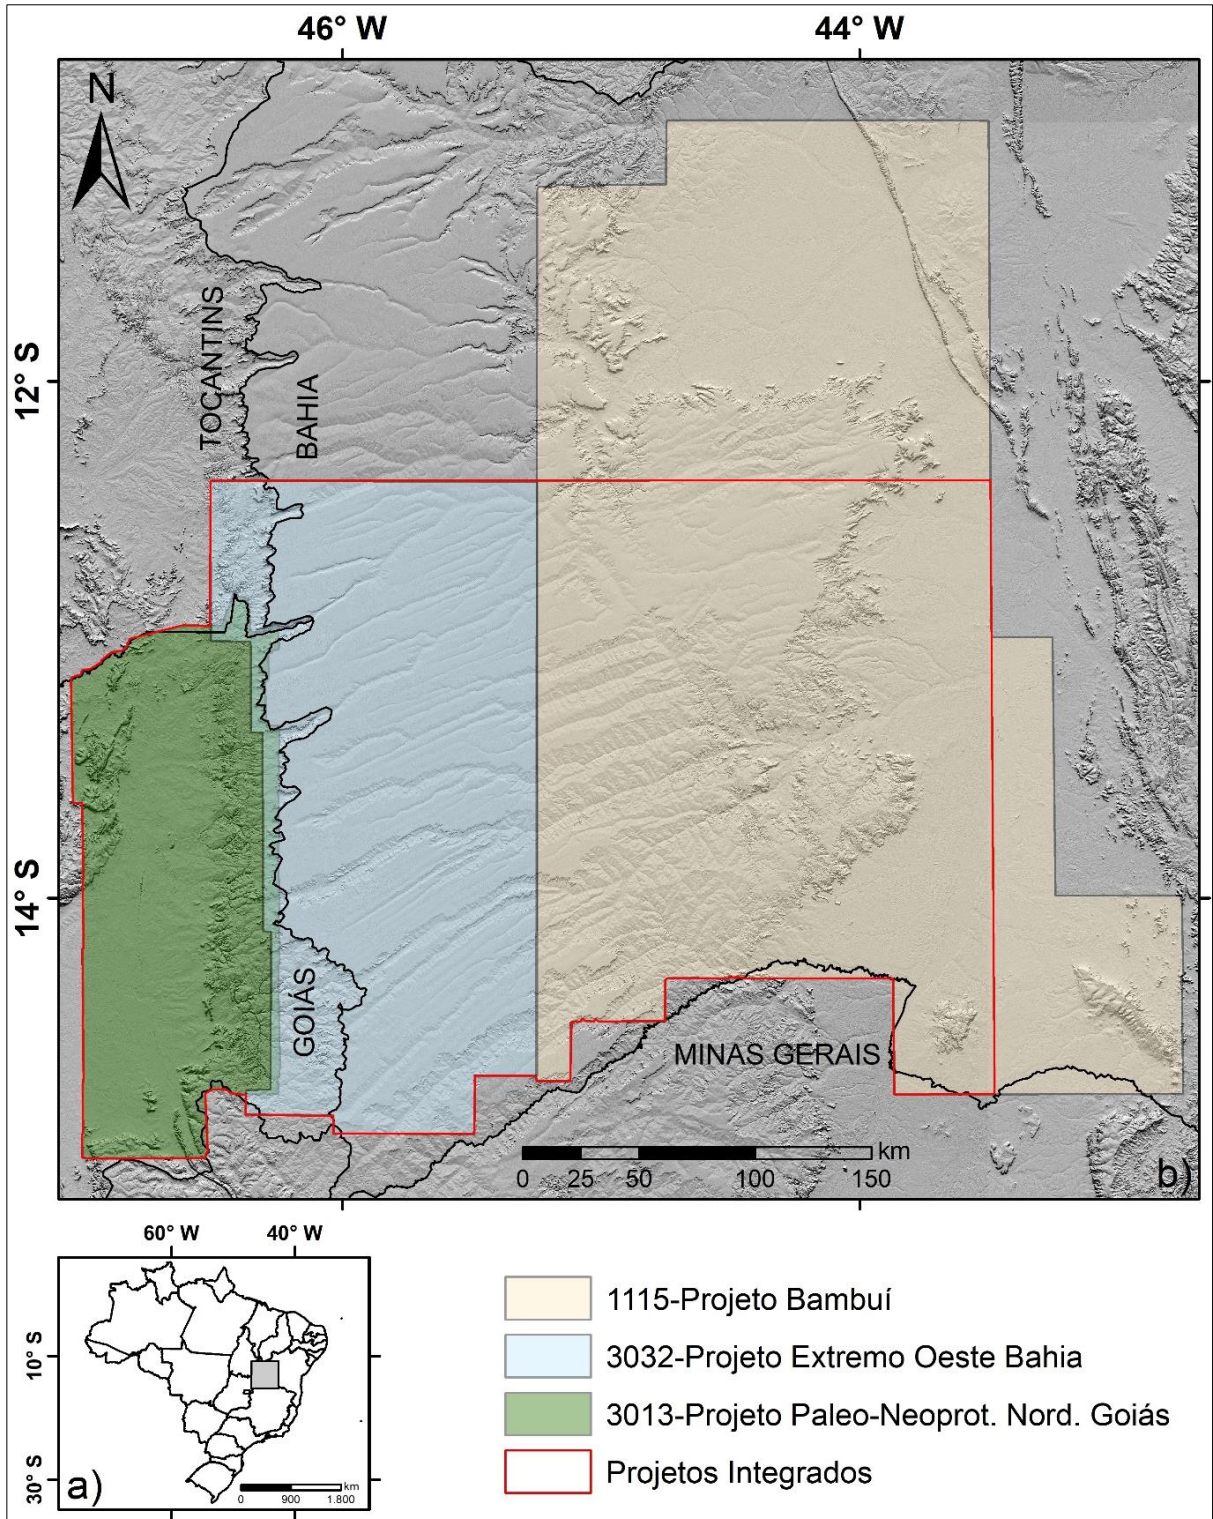 46° W 44° W
N
12° S
14° S
TOCANTINS
BAHIA
GOIÁS
MINAS GERAIS
km
0 25 50 100 150
b)
60° W 40° W
10° S
30° S
a)
km
0 900 1.800
1115-Projeto Bambuí
3032-Projeto Extremo Oeste Bahia
3013-Projeto Paleo-Neoprot. Nord. Goiás
Projetos Integrados